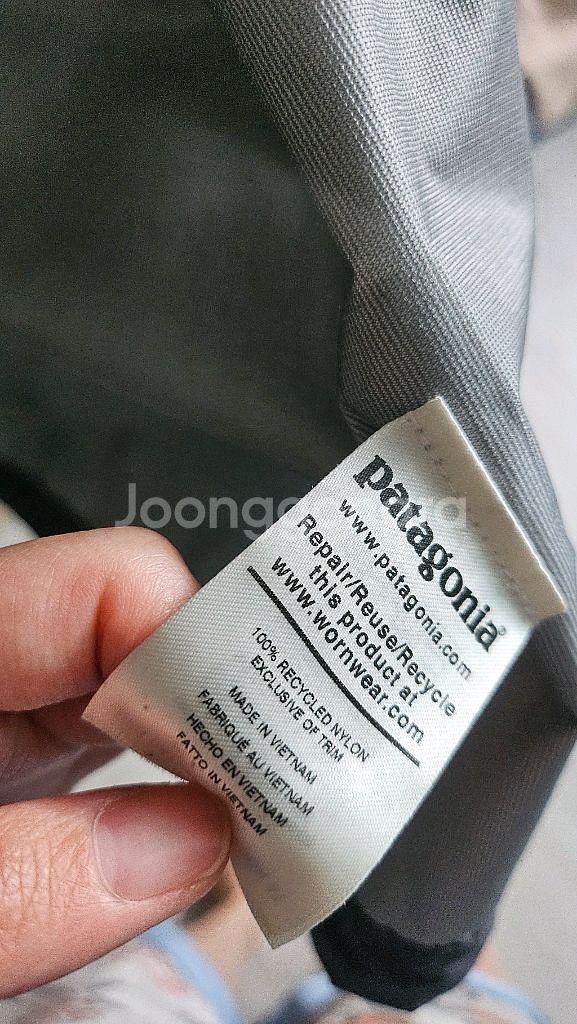 patagonia®
www.patagonia.com
Repair/Reuse/Recycle
this product at
www.wornwear.com
100% RECYCLED NYLON
EXCLUSIVE OF TRIM
MADE IN VIETNAM
FABRIQUÉ AU VIETNAM
HECHO EN VIETNAM
FATTO IN VIETNAM
Joonggonara